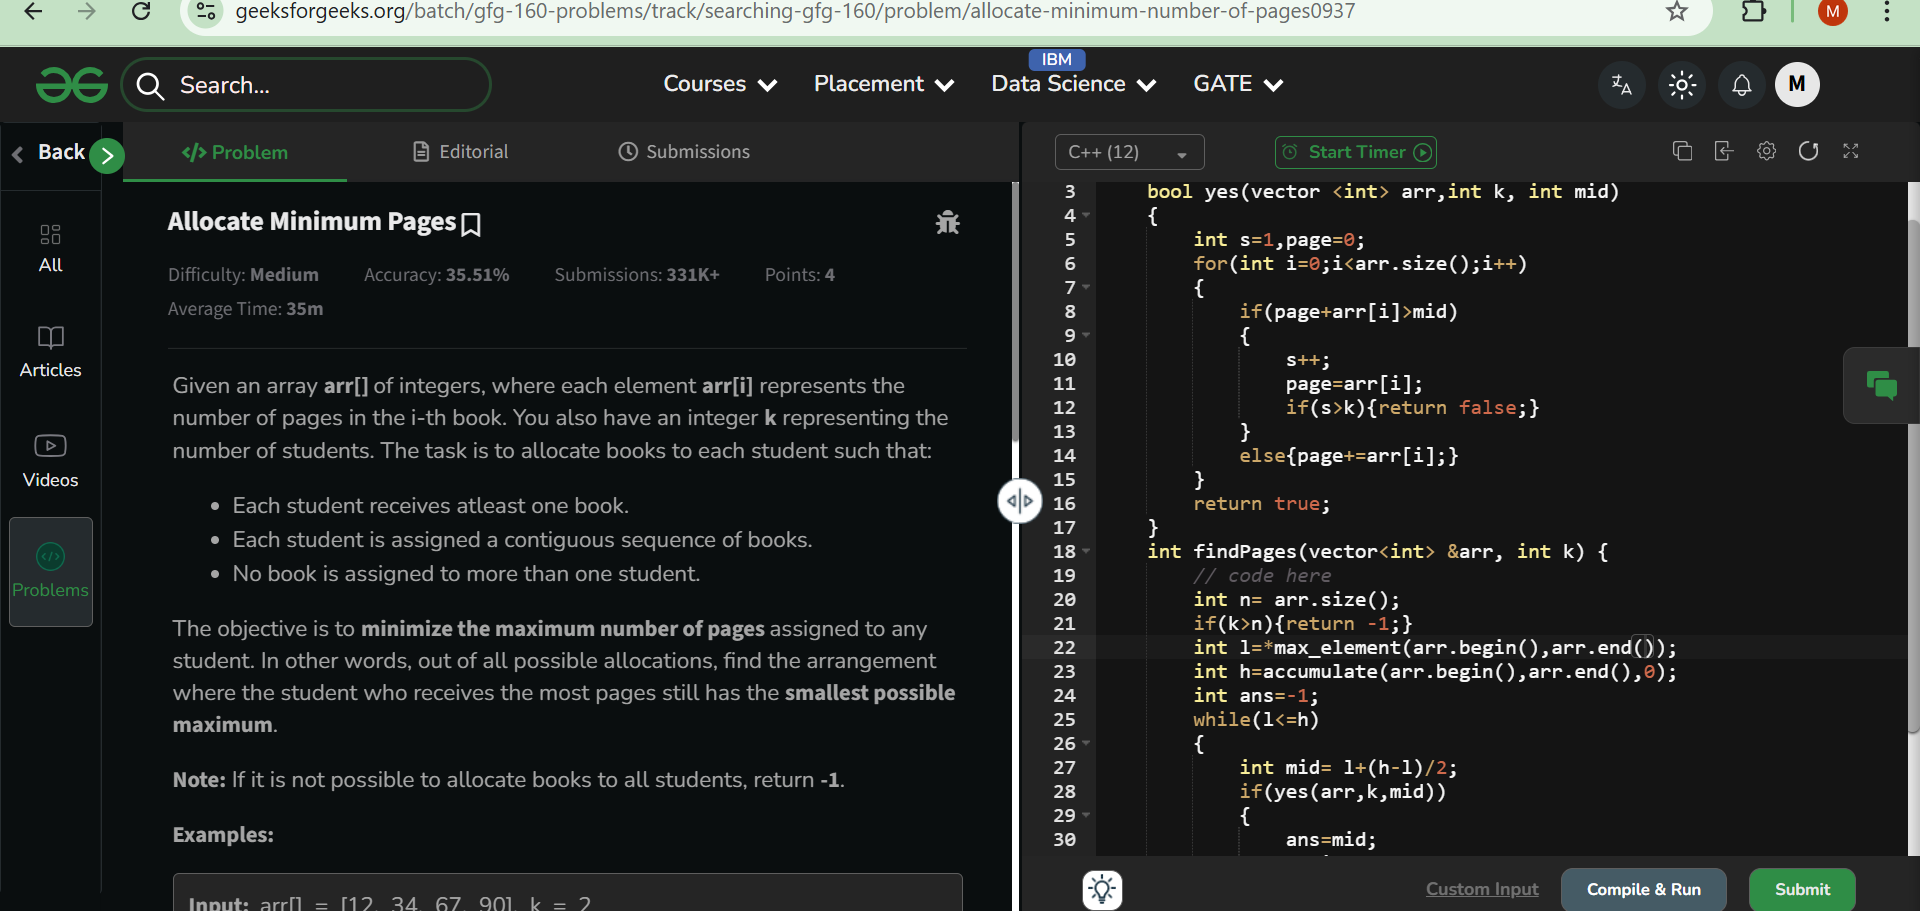 geeksforgeeks.org/batch/gfg-160-problems/track/searching-gfg-160/problem/allocate-minimum-number-of-pages0937
M
Search...
Courses
Placement
IBM
Data Science
GATE
M
Back
Problem
Editorial
Submissions
C++ (12)
Start Timer
All
Articles
Videos
Problems
Allocate Minimum Pages
Difficulty: Medium Accuracy: 35.51% Submissions: 331K+ Points: 4
Average Time: 35m
Given an array arr[] of integers, where each element arr[i] represents the
number of pages in the i-th book. You also have an integer k representing the
number of students. The task is to allocate books to each student such that:
• Each student receives atleast one book.
• Each student is assigned a contiguous sequence of books.
• No book is assigned to more than one student.
The objective is to minimize the maximum number of pages assigned to any
student. In other words, out of all possible allocations, find the arrangement
where the student who receives the most pages still has the smallest possible
maximum.
Note: If it is not possible to allocate books to all students, return -1.
Examples:
Input: arr[] = [12, 34, 67, 90], k = 2
3 bool yes(vector <int> arr,int k, int mid)
4 {
5 int s=1,page=0;
6 for(int i=0;i<arr.size();i++)
7 {
8 if(page+arr[i]>mid)
9 {
10 s++;
11 page=arr[i];
12 if(s>k){return false;}
13 }
14 else{page+=arr[i];}
15 }
16 return true;
17 }
18 int findPages(vector<int> &arr, int k) {
19 // code here
20 int n= arr.size();
21 if(k>n){return -1;}
22 int l=*max_element(arr.begin(),arr.end());
23 int h=accumulate(arr.begin(),arr.end(),0);
24 int ans=-1;
25 while(l<=h)
26 {
27 int mid= l+(h-l)/2;
28 if(yes(arr,k,mid))
29 {
30 ans=mid;
Custom Input
Compile & Run
Submit